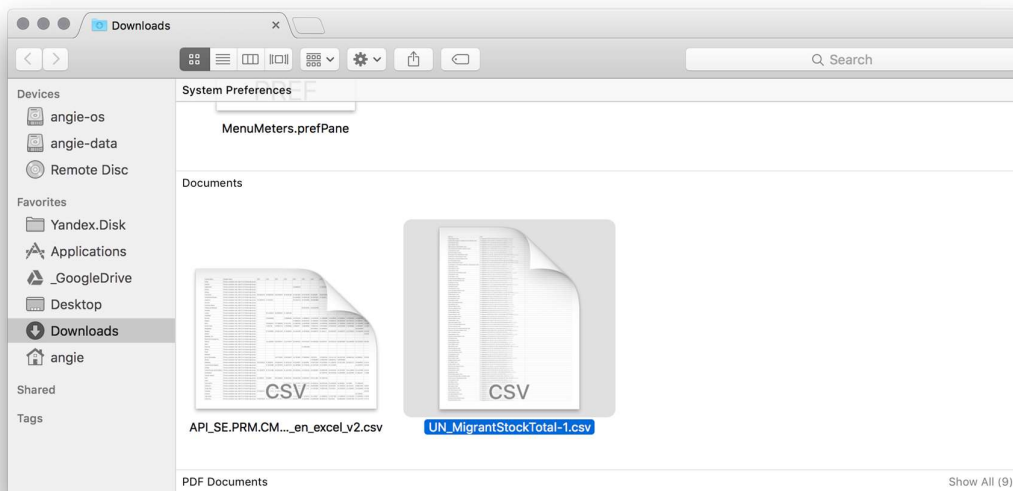 Downloads
Search
Devices
angie-os
angie-data
Remote Disc
Favorites
Yandex.Disk
Applications
_GoogleDrive
Desktop
Downloads
angie
Shared
Tags
System Preferences
PREF
MenuMeters.prefPane
Documents
CSV
CSV
API_SE.PRM.CM..._en_excel_v2.csv
UN_MigrantStockTotal-1.csv
PDF Documents
Show All (9)